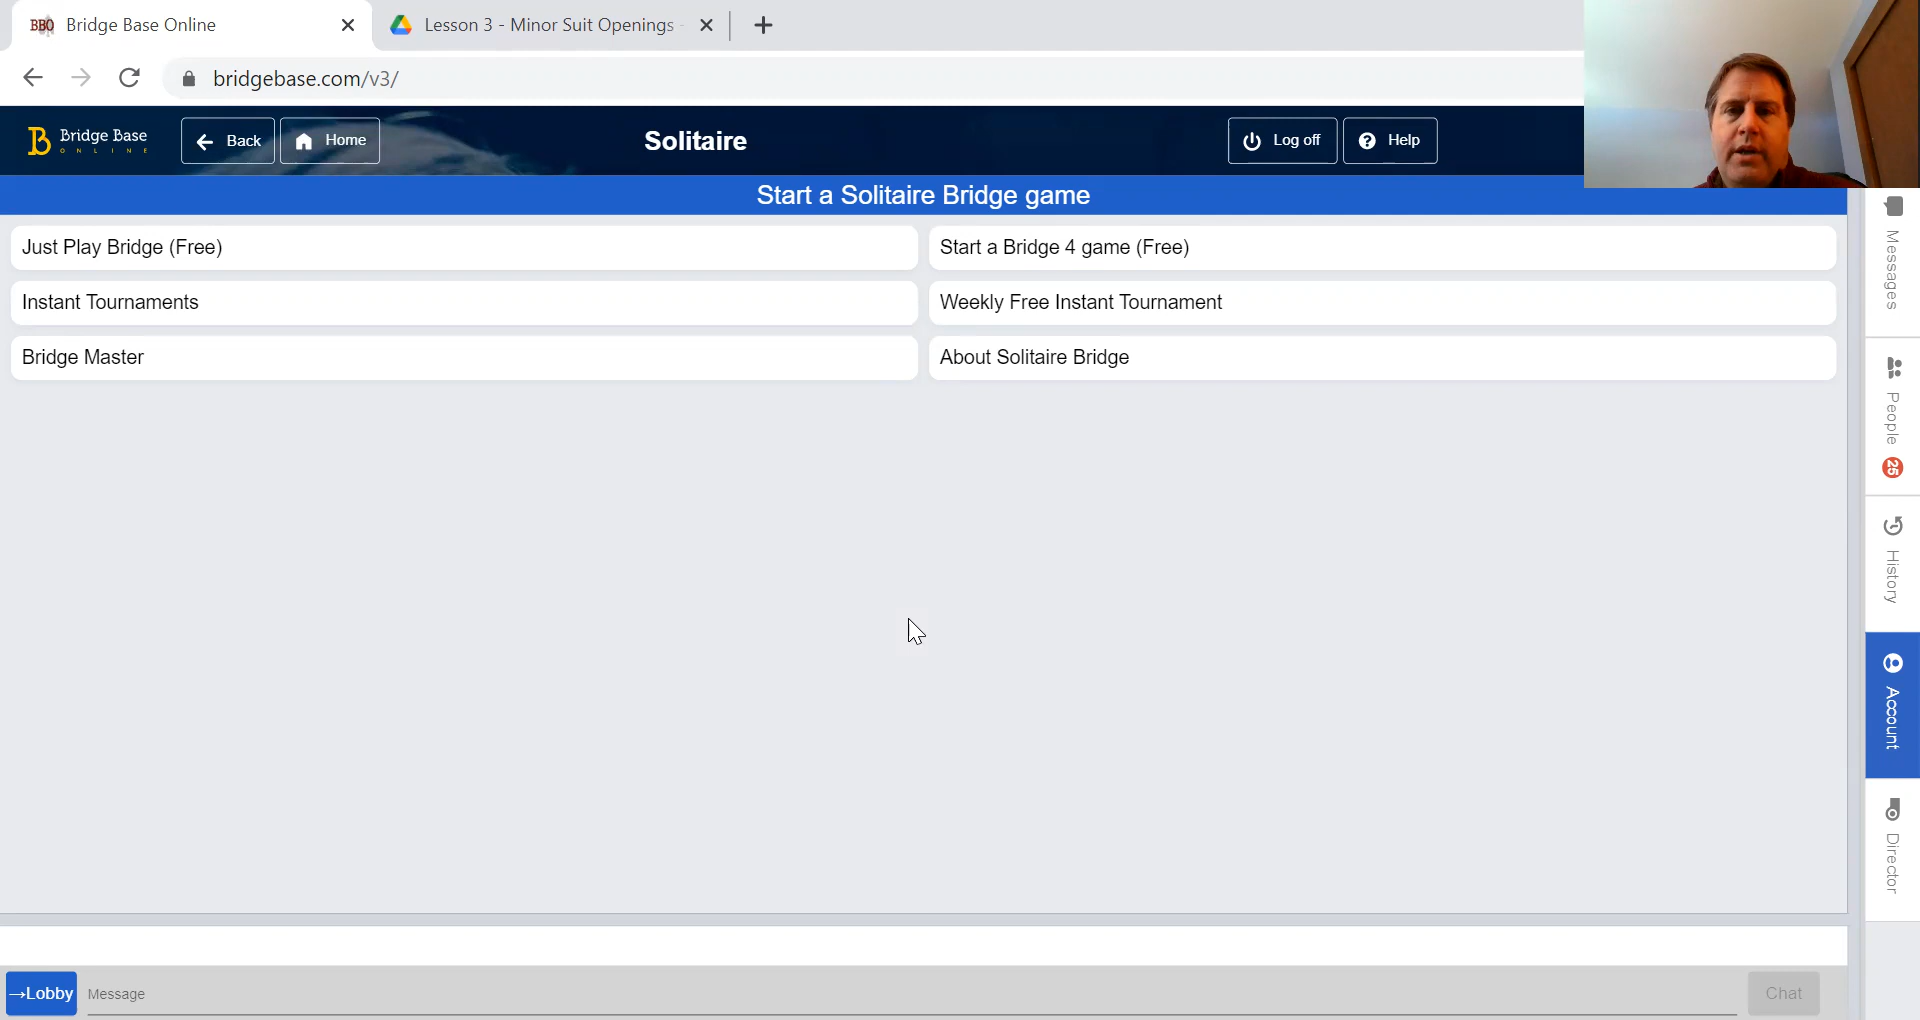 BBO Bridge Base Online
Lesson 3 - Minor Suit Openings -
bridgebase.com/v3/
Bridge Base
ONLINE
Back
Home
Solitaire
Log off
Help
Start a Solitaire Bridge game
Just Play Bridge (Free)
Start a Bridge 4 game (Free)
Instant Tournaments
Weekly Free Instant Tournament
Bridge Master
About Solitaire Bridge
Messages
People
25
History
Account
Director
→Lobby
Message
Chat